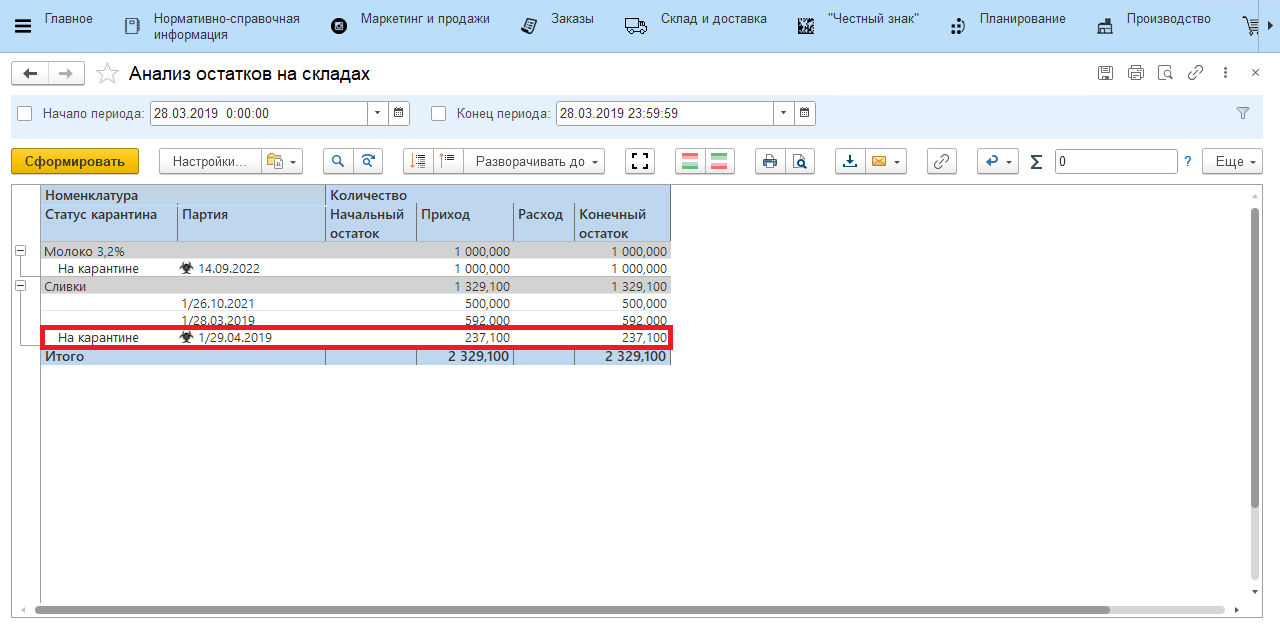 Главное
Нормативно-справочная
информация
Маркетинг и продажи
Заказы
Склад и доставка
"Честный знак"
Планирование
Производство
Анализ остатков на складах
Начало периода: 28.03.2019 0:00:00 Конец периода: 28.03.2019 23:59:59
Сформировать Настройки... Разворачивать до Σ 0 ? Еще
Номенклатура Количество
Статус карантина Партия Начальный остаток Приход Расход Конечный остаток
Молоко 3,2% 1 000,000 1 000,000
На карантине 14.09.2022 1 000,000 1 000,000
Сливки 1 329,100 1 329,100
1/26.10.2021 500,000 500,000
1/28.03.2019 592,000 592,000
На карантине 1/29.04.2019 237,100 237,100
Итого 2 329,100 2 329,100